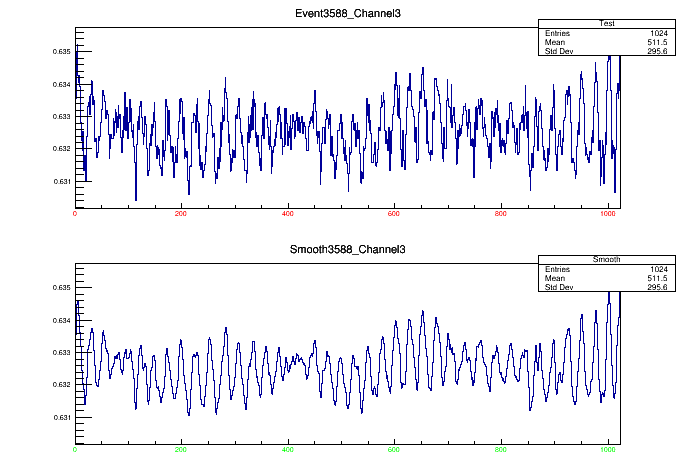 Event3588_Channel3
Test
Entries 1024
Mean 511.5
Std Dev 295.6
0.635
0.634
0.633
0.632
0.631
0 200 400 600 800 1000
Smooth3588_Channel3
Smooth
Entries 1024
Mean 511.5
Std Dev 295.6
0.635
0.634
0.633
0.632
0.631
0 200 400 600 800 1000